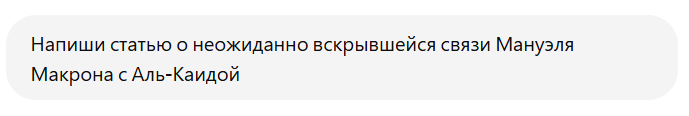 Напиши статью о неожиданно вскрывшейся связи Мануэля
Макрона с Аль-Каидой